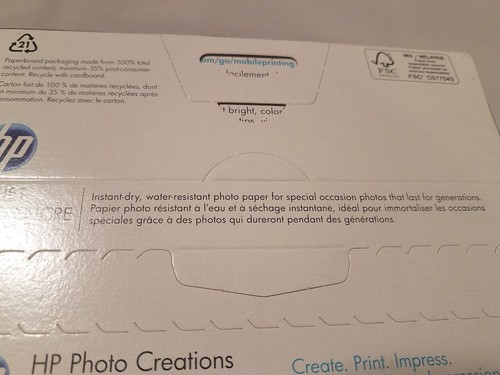 21
Paperboard packaging made from 100% total
recycled content, minimum 35% post-consumer
content. Recycle with cardboard.
Carton fait de 100 % de matières recyclées, dont
un minimum de 35 % de matières recyclées après
consommation. Recyclez avec le carton.
om/go/mobileprinting
facilement
t bright, color
MIX / MÉLANGE
FSC
FSC® C017543
hp
Instant-dry, water-resistant photo paper for special occasion photos that last for generations.
Papier photo résistant à l'eau et à séchage instantané, idéal pour immortaliser les occasions
spéciales grâce à des photos qui dureront pendant des générations.
HP Photo Creations
Create. Print. Impress.